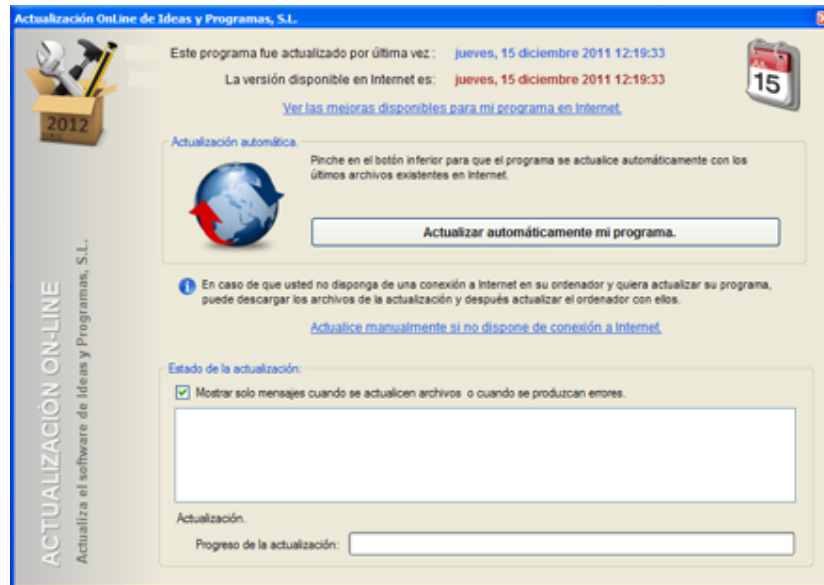 Actualización OnLine de Ideas y Programas, S.L.
Este programa fue actualizado por última vez: jueves, 15 diciembre 2011 12:19:33
La versión disponible en Internet es: jueves, 15 diciembre 2011 12:19:33
Ver las mejoras disponibles para mi programa en Internet.
15
2012
Actualización automática.
Pinche en el botón inferior para que el programa se actualice automáticamente con los
últimos archivos existentes en Internet.
Actualizar automáticamente mi programa.
En caso de que usted no disponga de una conexión a Internet en su ordenador y quiera actualizar su programa,
puede descargar los archivos de la actualización y después actualizar el ordenador con ellos.
Actualice manualmente si no dispone de conexión a Internet.
Estado de la actualización:
Mostrar solo mensajes cuando se actualicen archivos o cuando se produzcan errores.
Actualización.
Progreso de la actualización:
ACTUALIZACIÓN ON-LINE
Actualiza el software de Ideas y Programas, S.L.